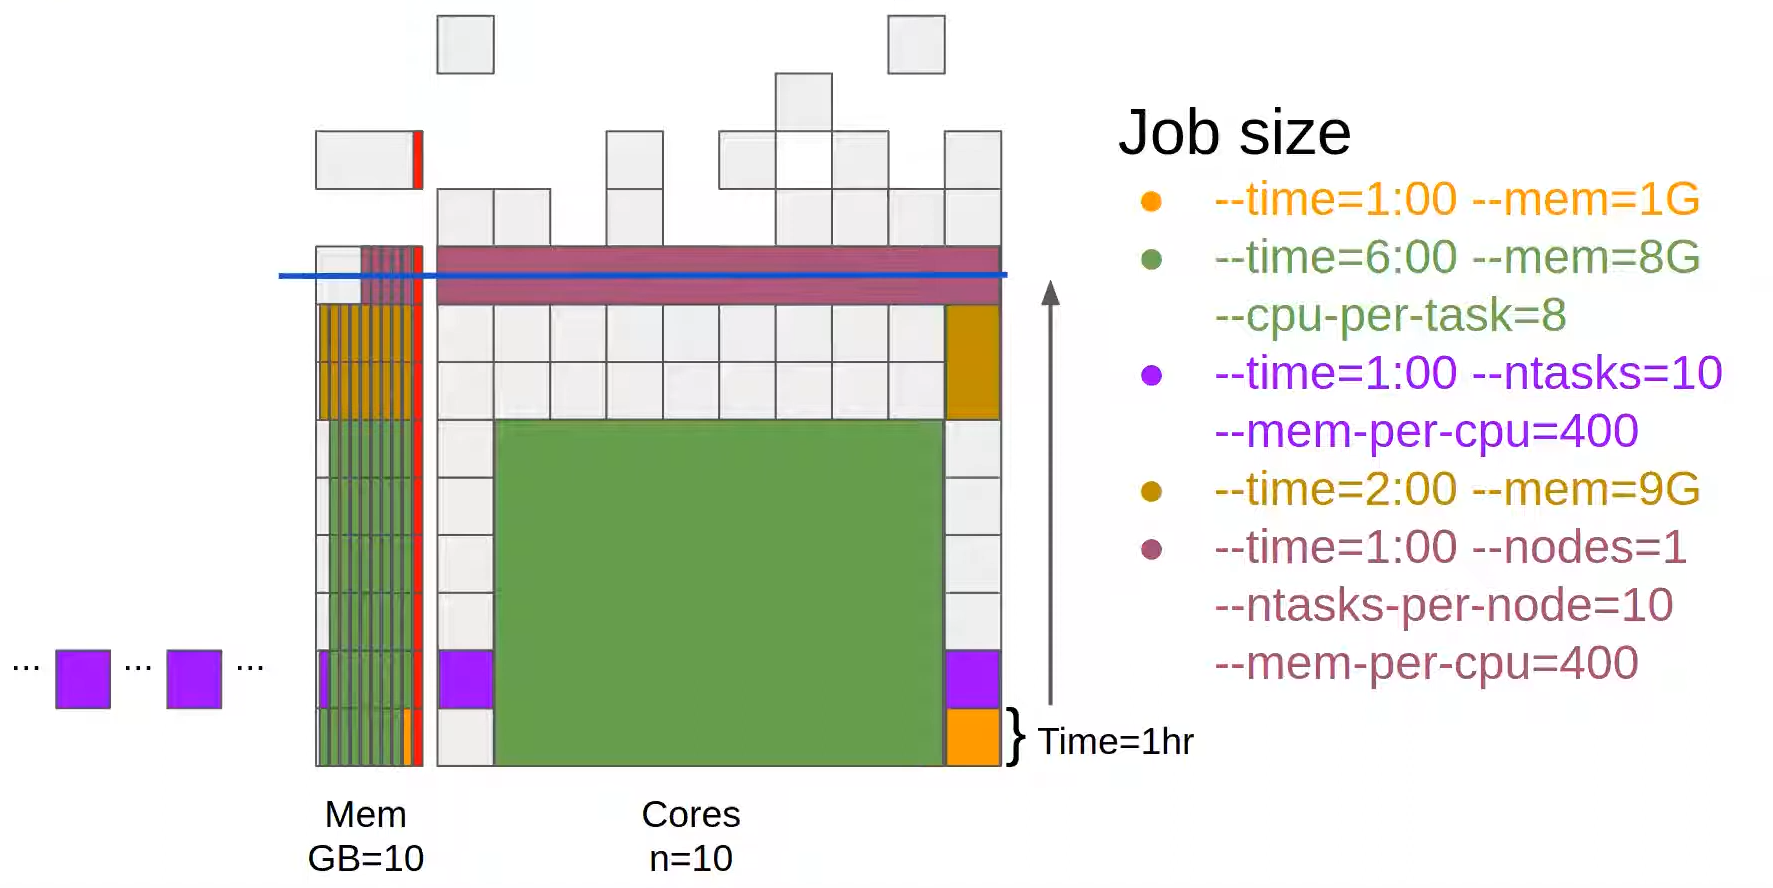 Job size
--time=1:00 --mem=1G
--time=6:00 --mem=8G
--cpu-per-task=8
--time=1:00 --ntasks=10
--mem-per-cpu=400
--time=2:00 --mem=9G
--time=1:00 --nodes=1
--ntasks-per-node=10
--mem-per-cpu=400
... ... ...
} Time=1hr
Mem
GB=10
Cores
n=10